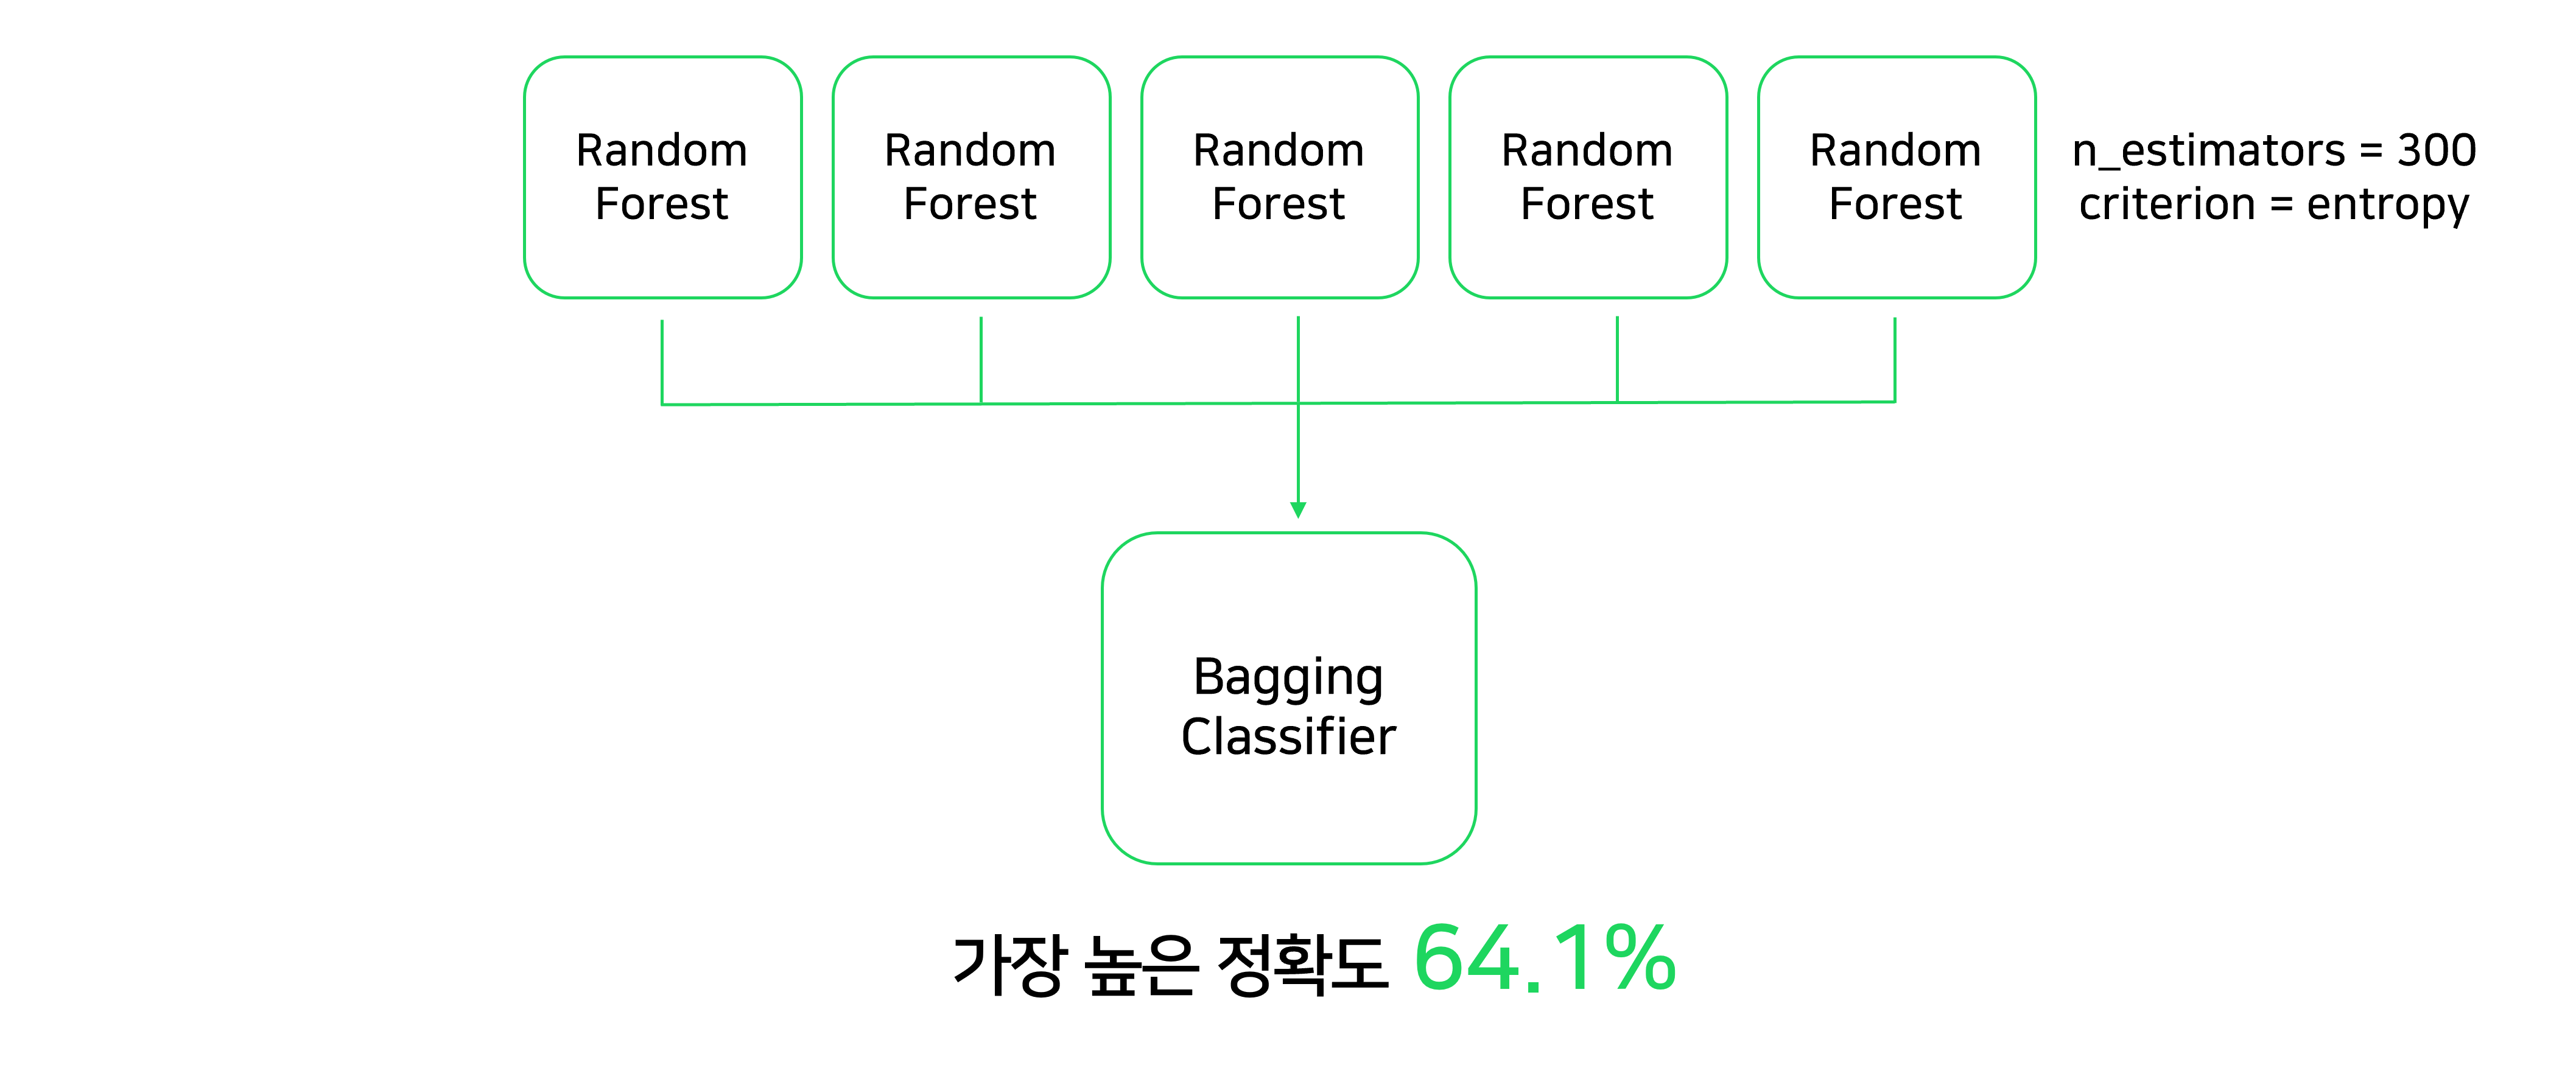 Random
Forest
Random
Forest
Random
Forest
Random
Forest
Random
Forest
n_estimators = 300
criterion = entropy
Bagging
Classifier
가장 높은 정확도 64.1%